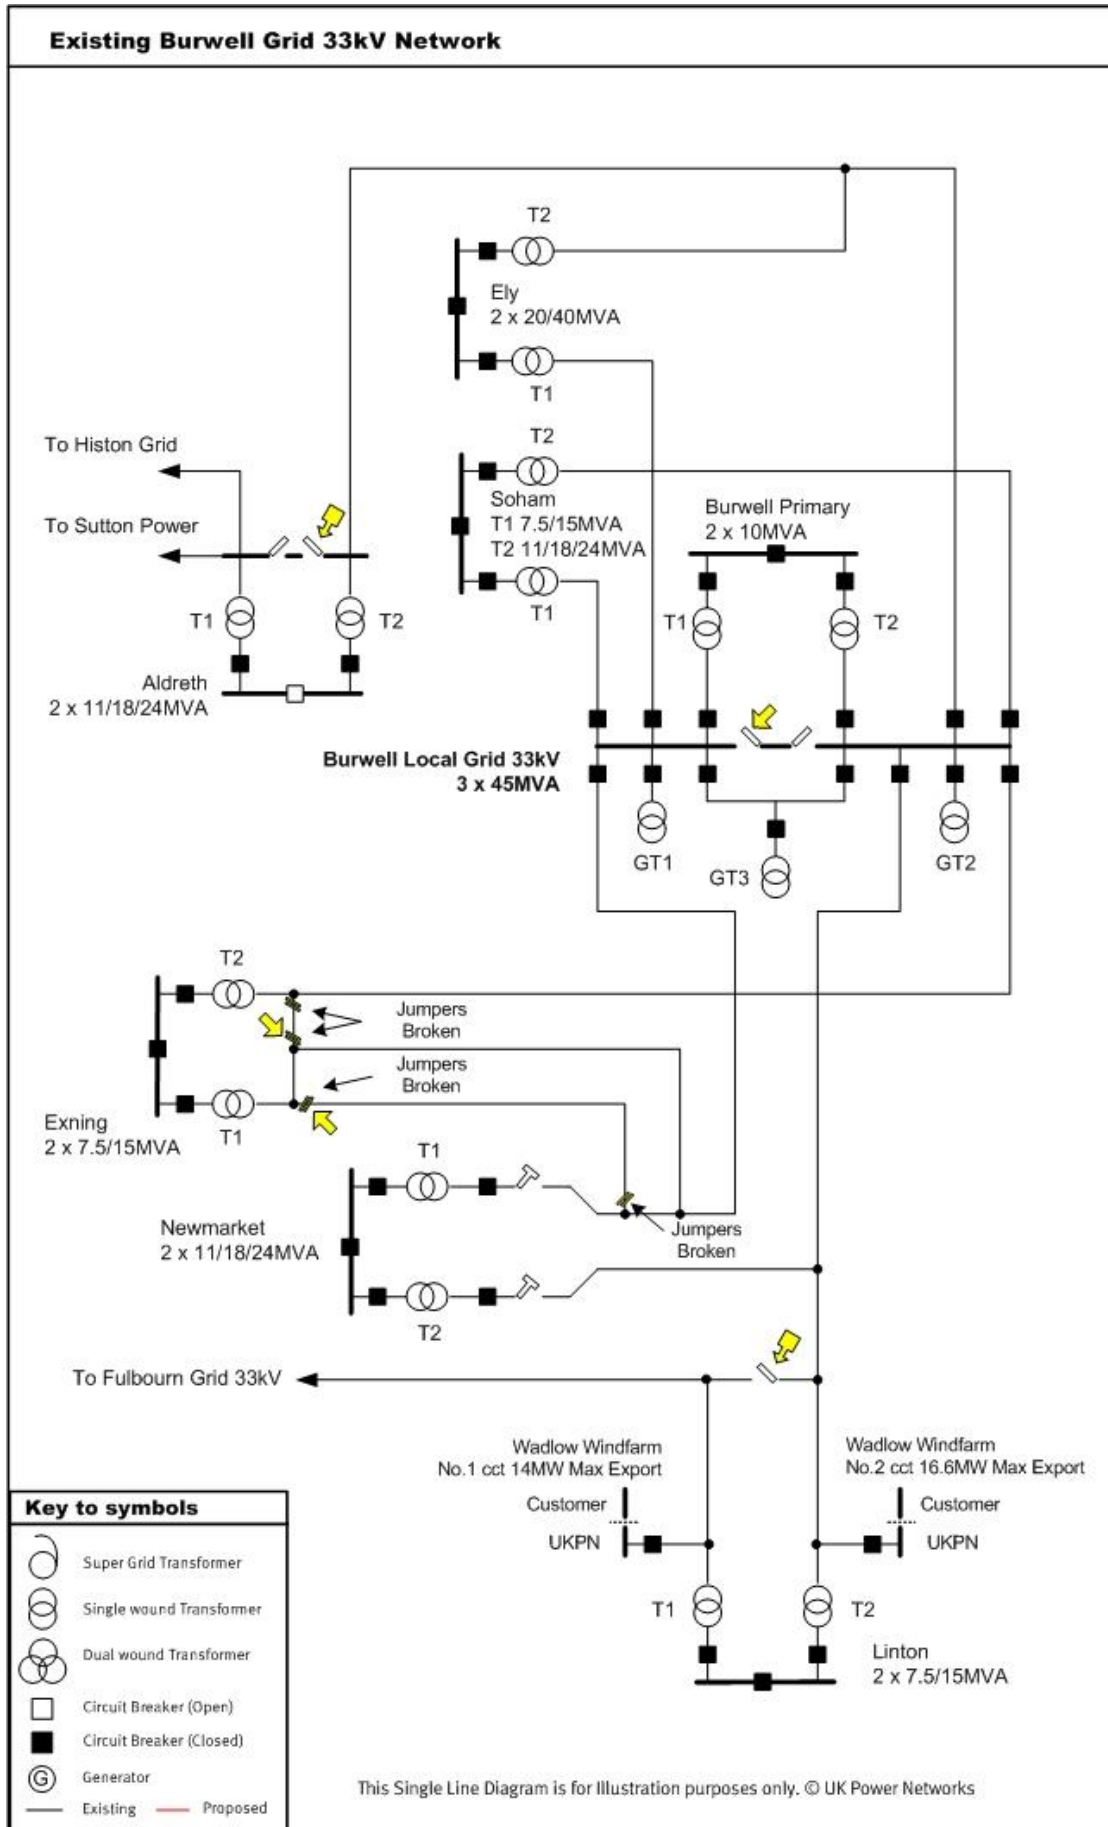 Existing Burwell Grid 33kV Network
T2
Ely
2 x 20/40MVA
T1
To Histon Grid
To Sutton Power
T1
T2
Aldreth
2 x 11/18/24MVA
T2
Soham
T1 7.5/15MVA
T2 11/18/24MVA
T1
Burwell Primary
2 x 10MVA
T1
T2
Burwell Local Grid 33kV
3 x 45MVA
GT1
GT3
GT2
T2
Jumpers
Broken
Jumpers
Broken
Exning
2 x 7.5/15MVA
T1
T1
Newmarket
2 x 11/18/24MVA
Jumpers
Broken
T2
To Fulbourn Grid 33kV
Wadlow Windfarm
No.1 cct 14MW Max Export
Customer
UKPN
Wadlow Windfarm
No.2 cct 16.6MW Max Export
Customer
UKPN
T1
T2
Linton
2 x 7.5/15MVA
Key to symbols
Super Grid Transformer
Single wound Transformer
Dual wound Transformer
Circuit Breaker (Open)
Circuit Breaker (Closed)
G Generator
Existing Proposed
This Single Line Diagram is for Illustration purposes only. © UK Power Networks